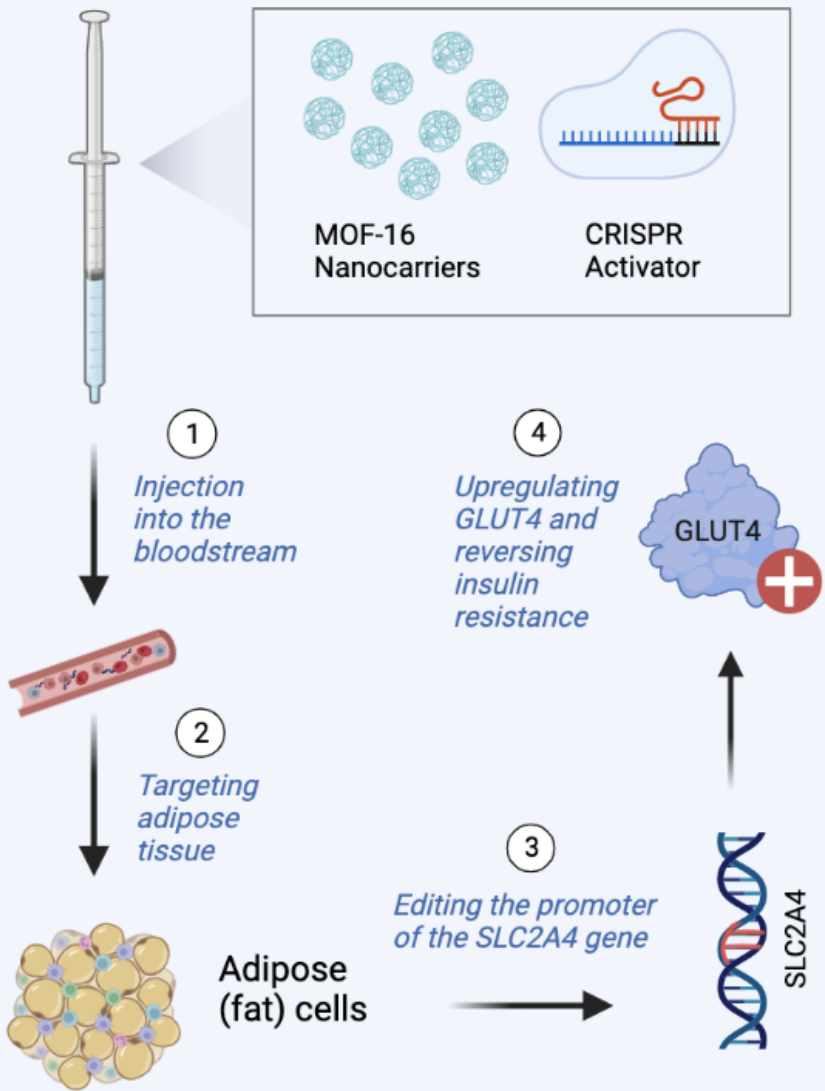 MOF-16
Nanocarriers
CRISPR
Activator
1
Injection
into the
bloodstream
2
Targeting
adipose
tissue
Adipose
(fat) cells
3
Editing the promoter
of the SLC2A4 gene
SLC2A4
4
Upregulating
GLUT4 and
reversing
insulin
resistance
GLUT4